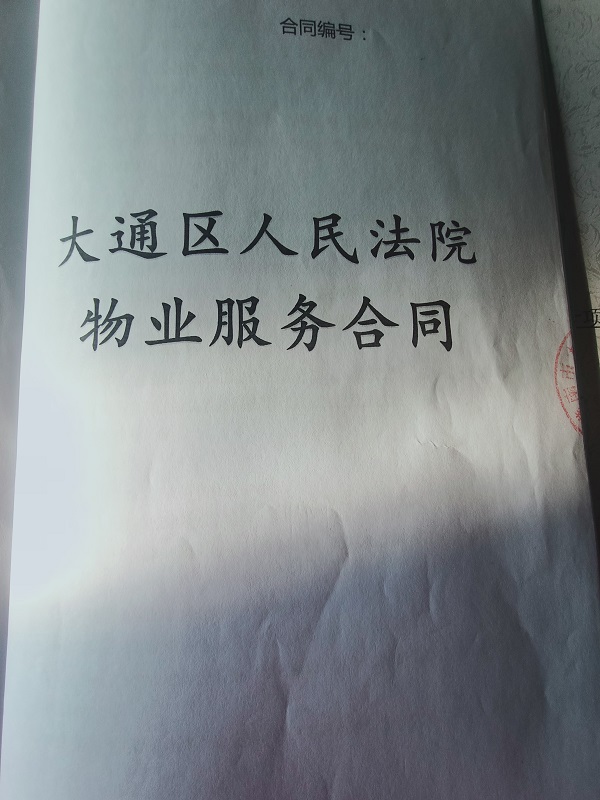 合同编号：
大通区人民法院
物业服务合同